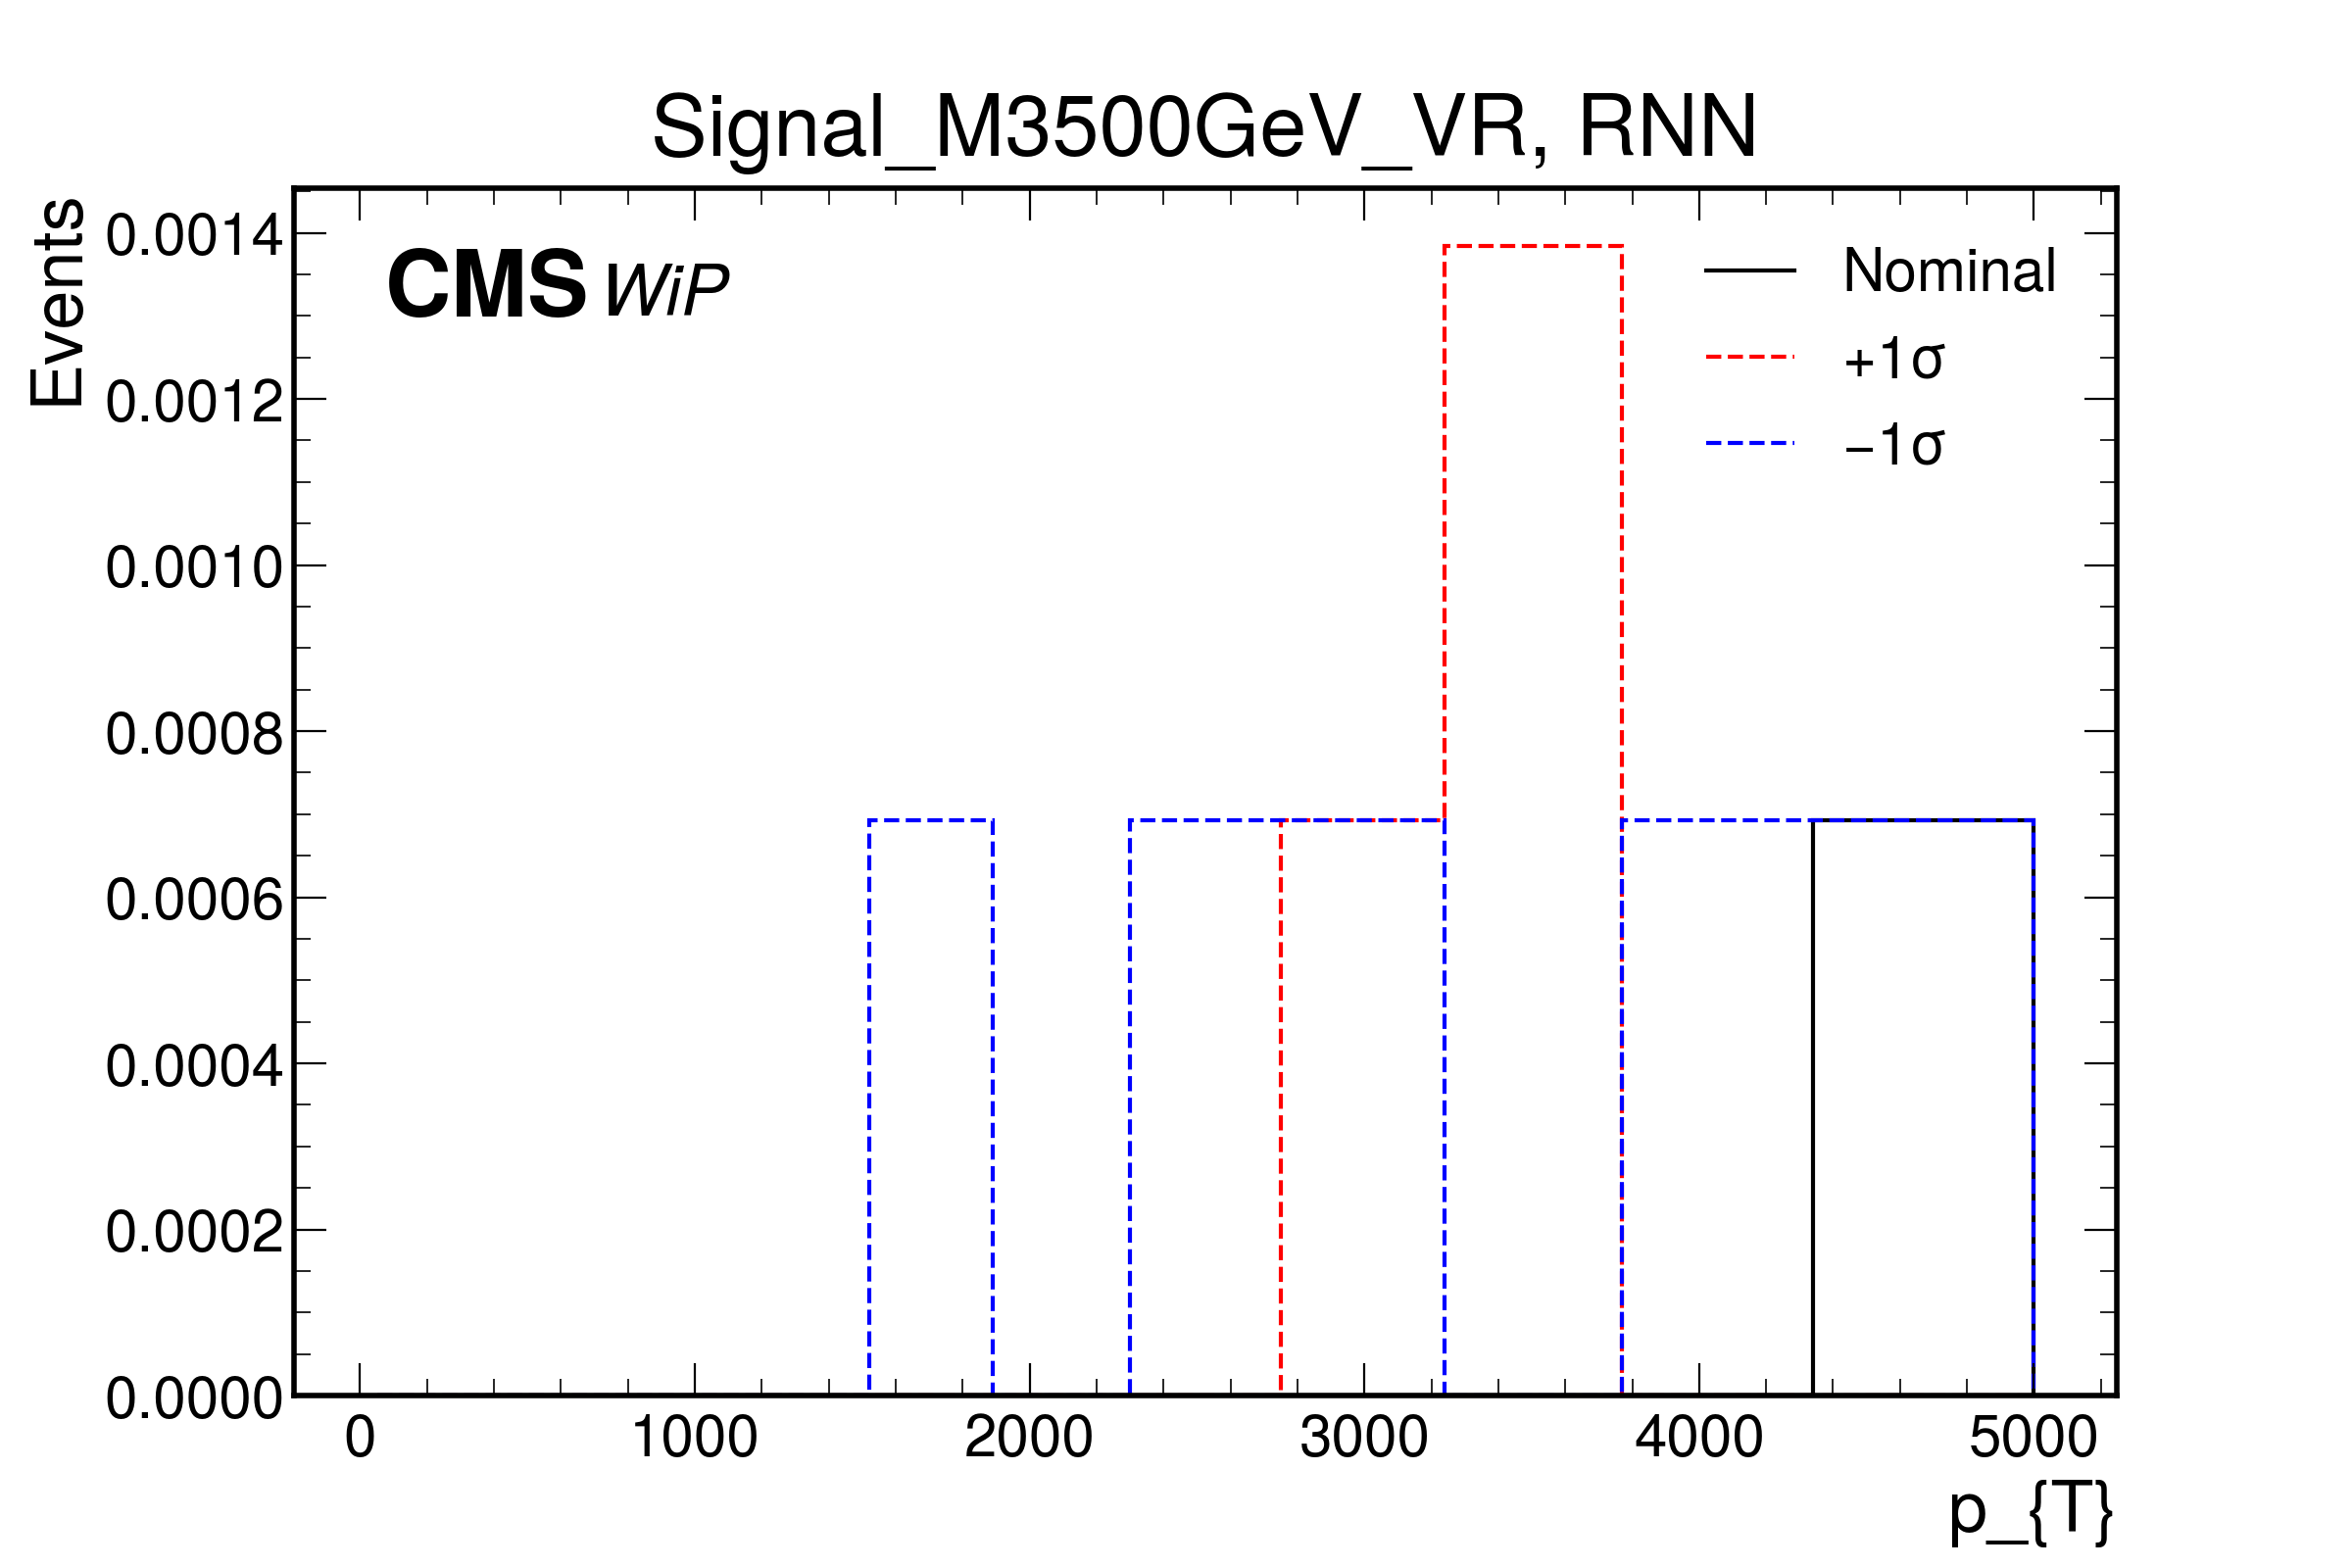 Signal_M3500GeV_VR, RNN
Events
CMS WiP
Nominal
+1σ
−1σ
0.0014
0.0012
0.0010
0.0008
0.0006
0.0004
0.0002
0.0000
0 1000 2000 3000 4000 5000
p_{T}